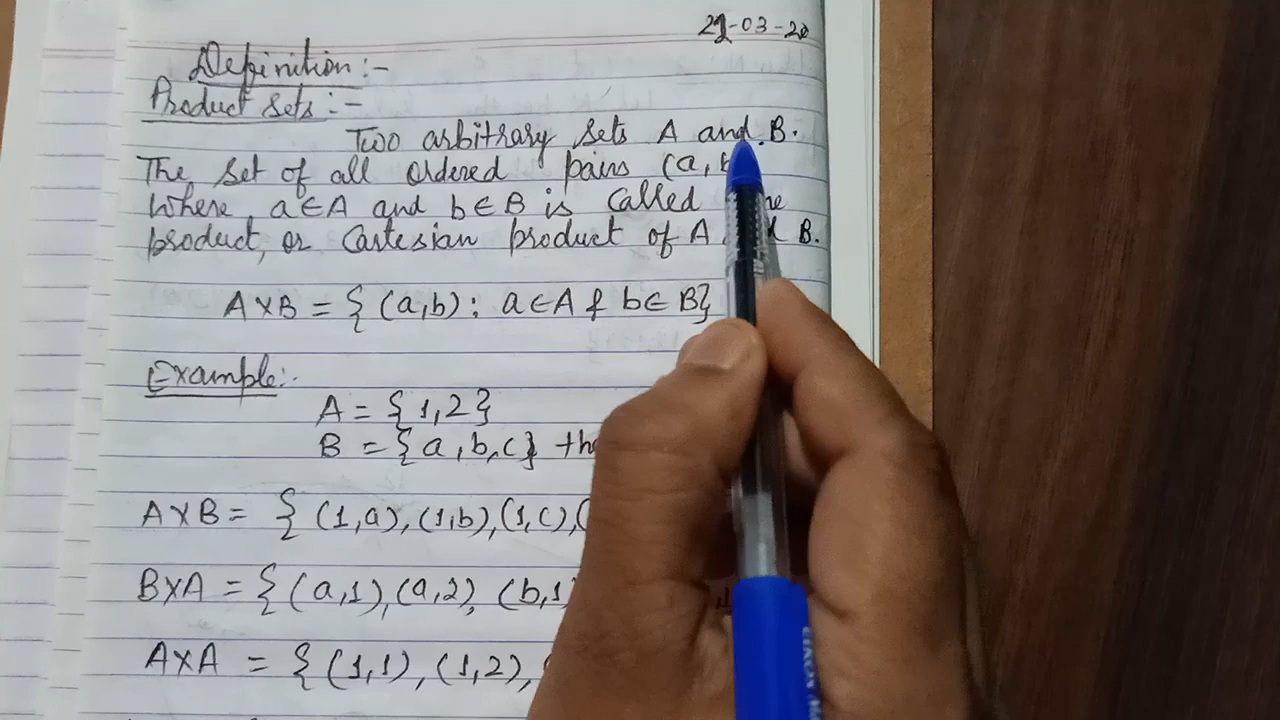 21-03-20
Definition:-
Product Sets:-
Two arbitrary sets A and B.
The set of all ordered pairs (a,
Where, a∈A and b∈B is called
product, or Cartesian product of A B.
A×B = {(a,b): a∈A & b∈B}
Example:-
A = {1,2}
B = {a,b,c}
A×B = {(1,a),(1,b),(1,c),(
B×A = {(a,1),(a,2),(b,1
A×A = {(1,1),(1,2),